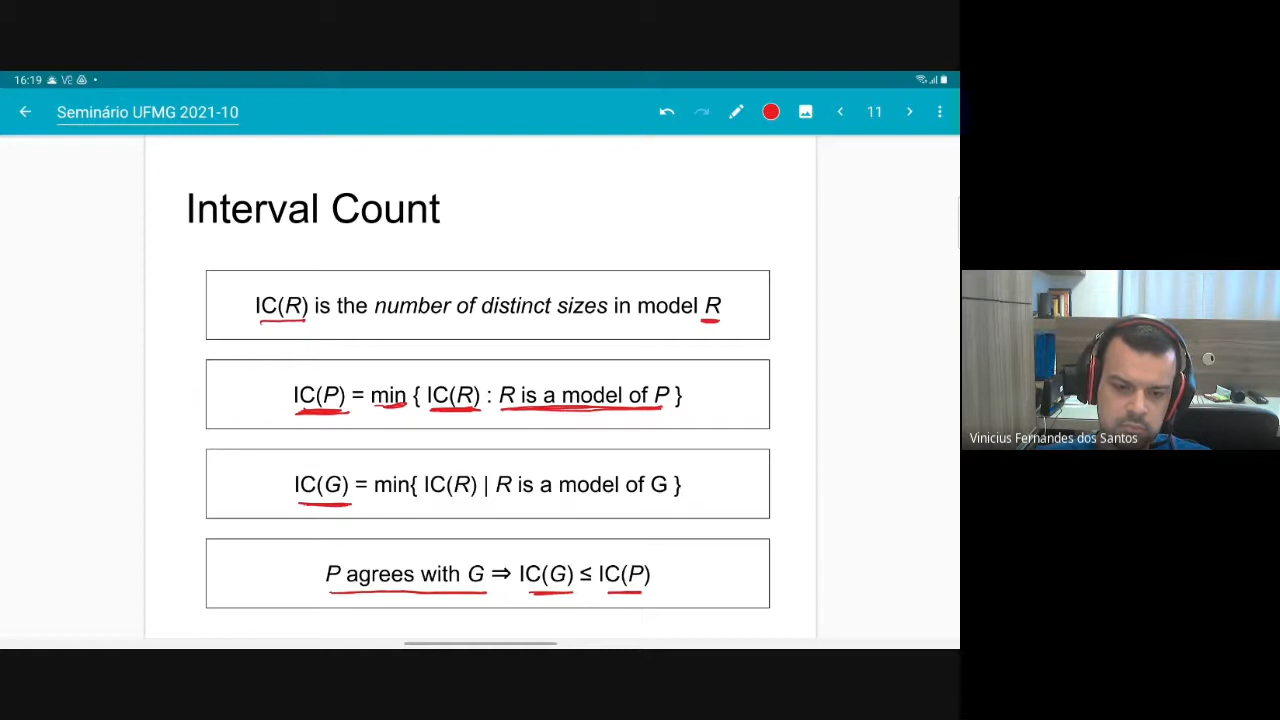 16:19
Seminário UFMG 2021-10
11
Interval Count
IC(R) is the number of distinct sizes in model R
IC(P) = min { IC(R) : R is a model of P }
IC(G) = min{ IC(R) | R is a model of G }
P agrees with G ⇒ IC(G) ≤ IC(P)
Vinicius Fernandes dos Santos